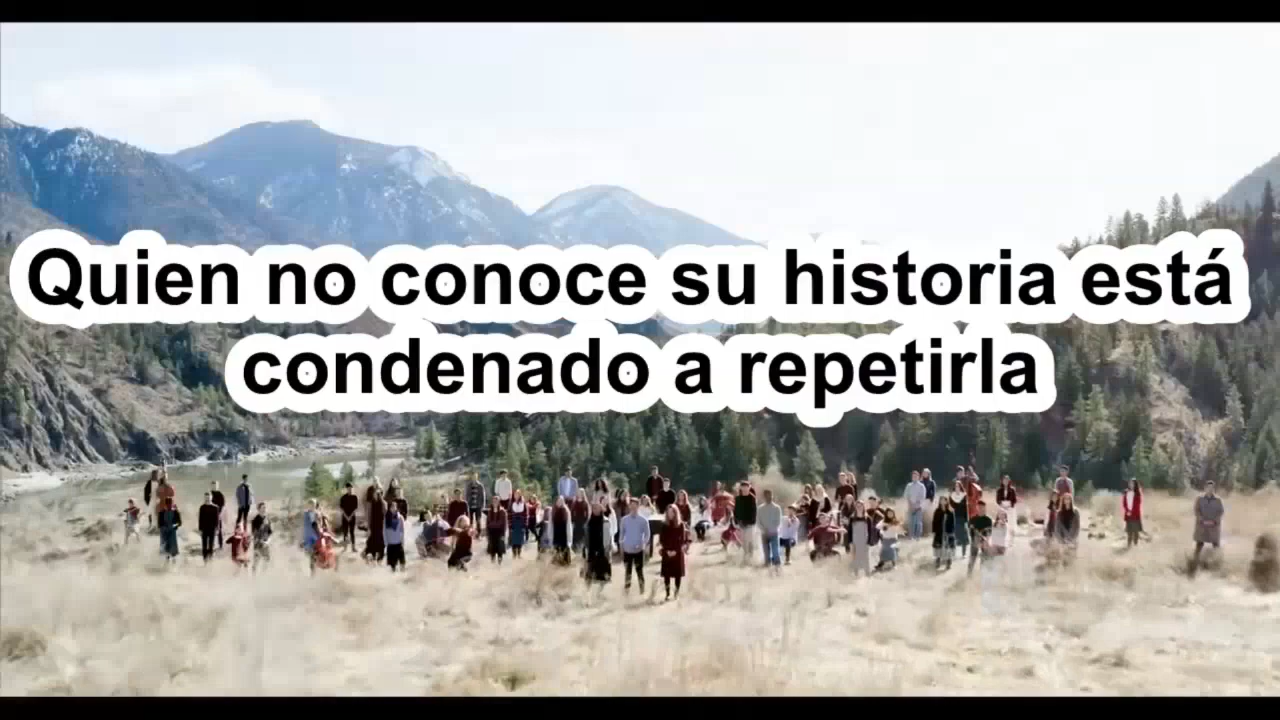 Quien no conoce su historia está
condenado a repetirla